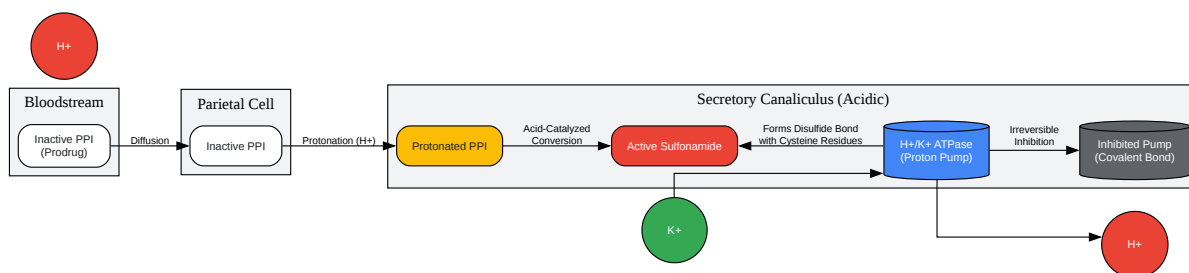 H+
Bloodstream
Inactive PPI
(Prodrug)
Diffusion
Parietal Cell
Inactive PPI
Protonation (H+)
Secretory Canaliculus (Acidic)
Protonated PPI
Acid-Catalyzed
Conversion
Active Sulfonamide
Forms Disulfide Bond
with Cysteine Residues
H+/K+ ATPase
(Proton Pump)
Irreversible
Inhibition
Inhibited Pump
(Covalent Bond)
K+
H+